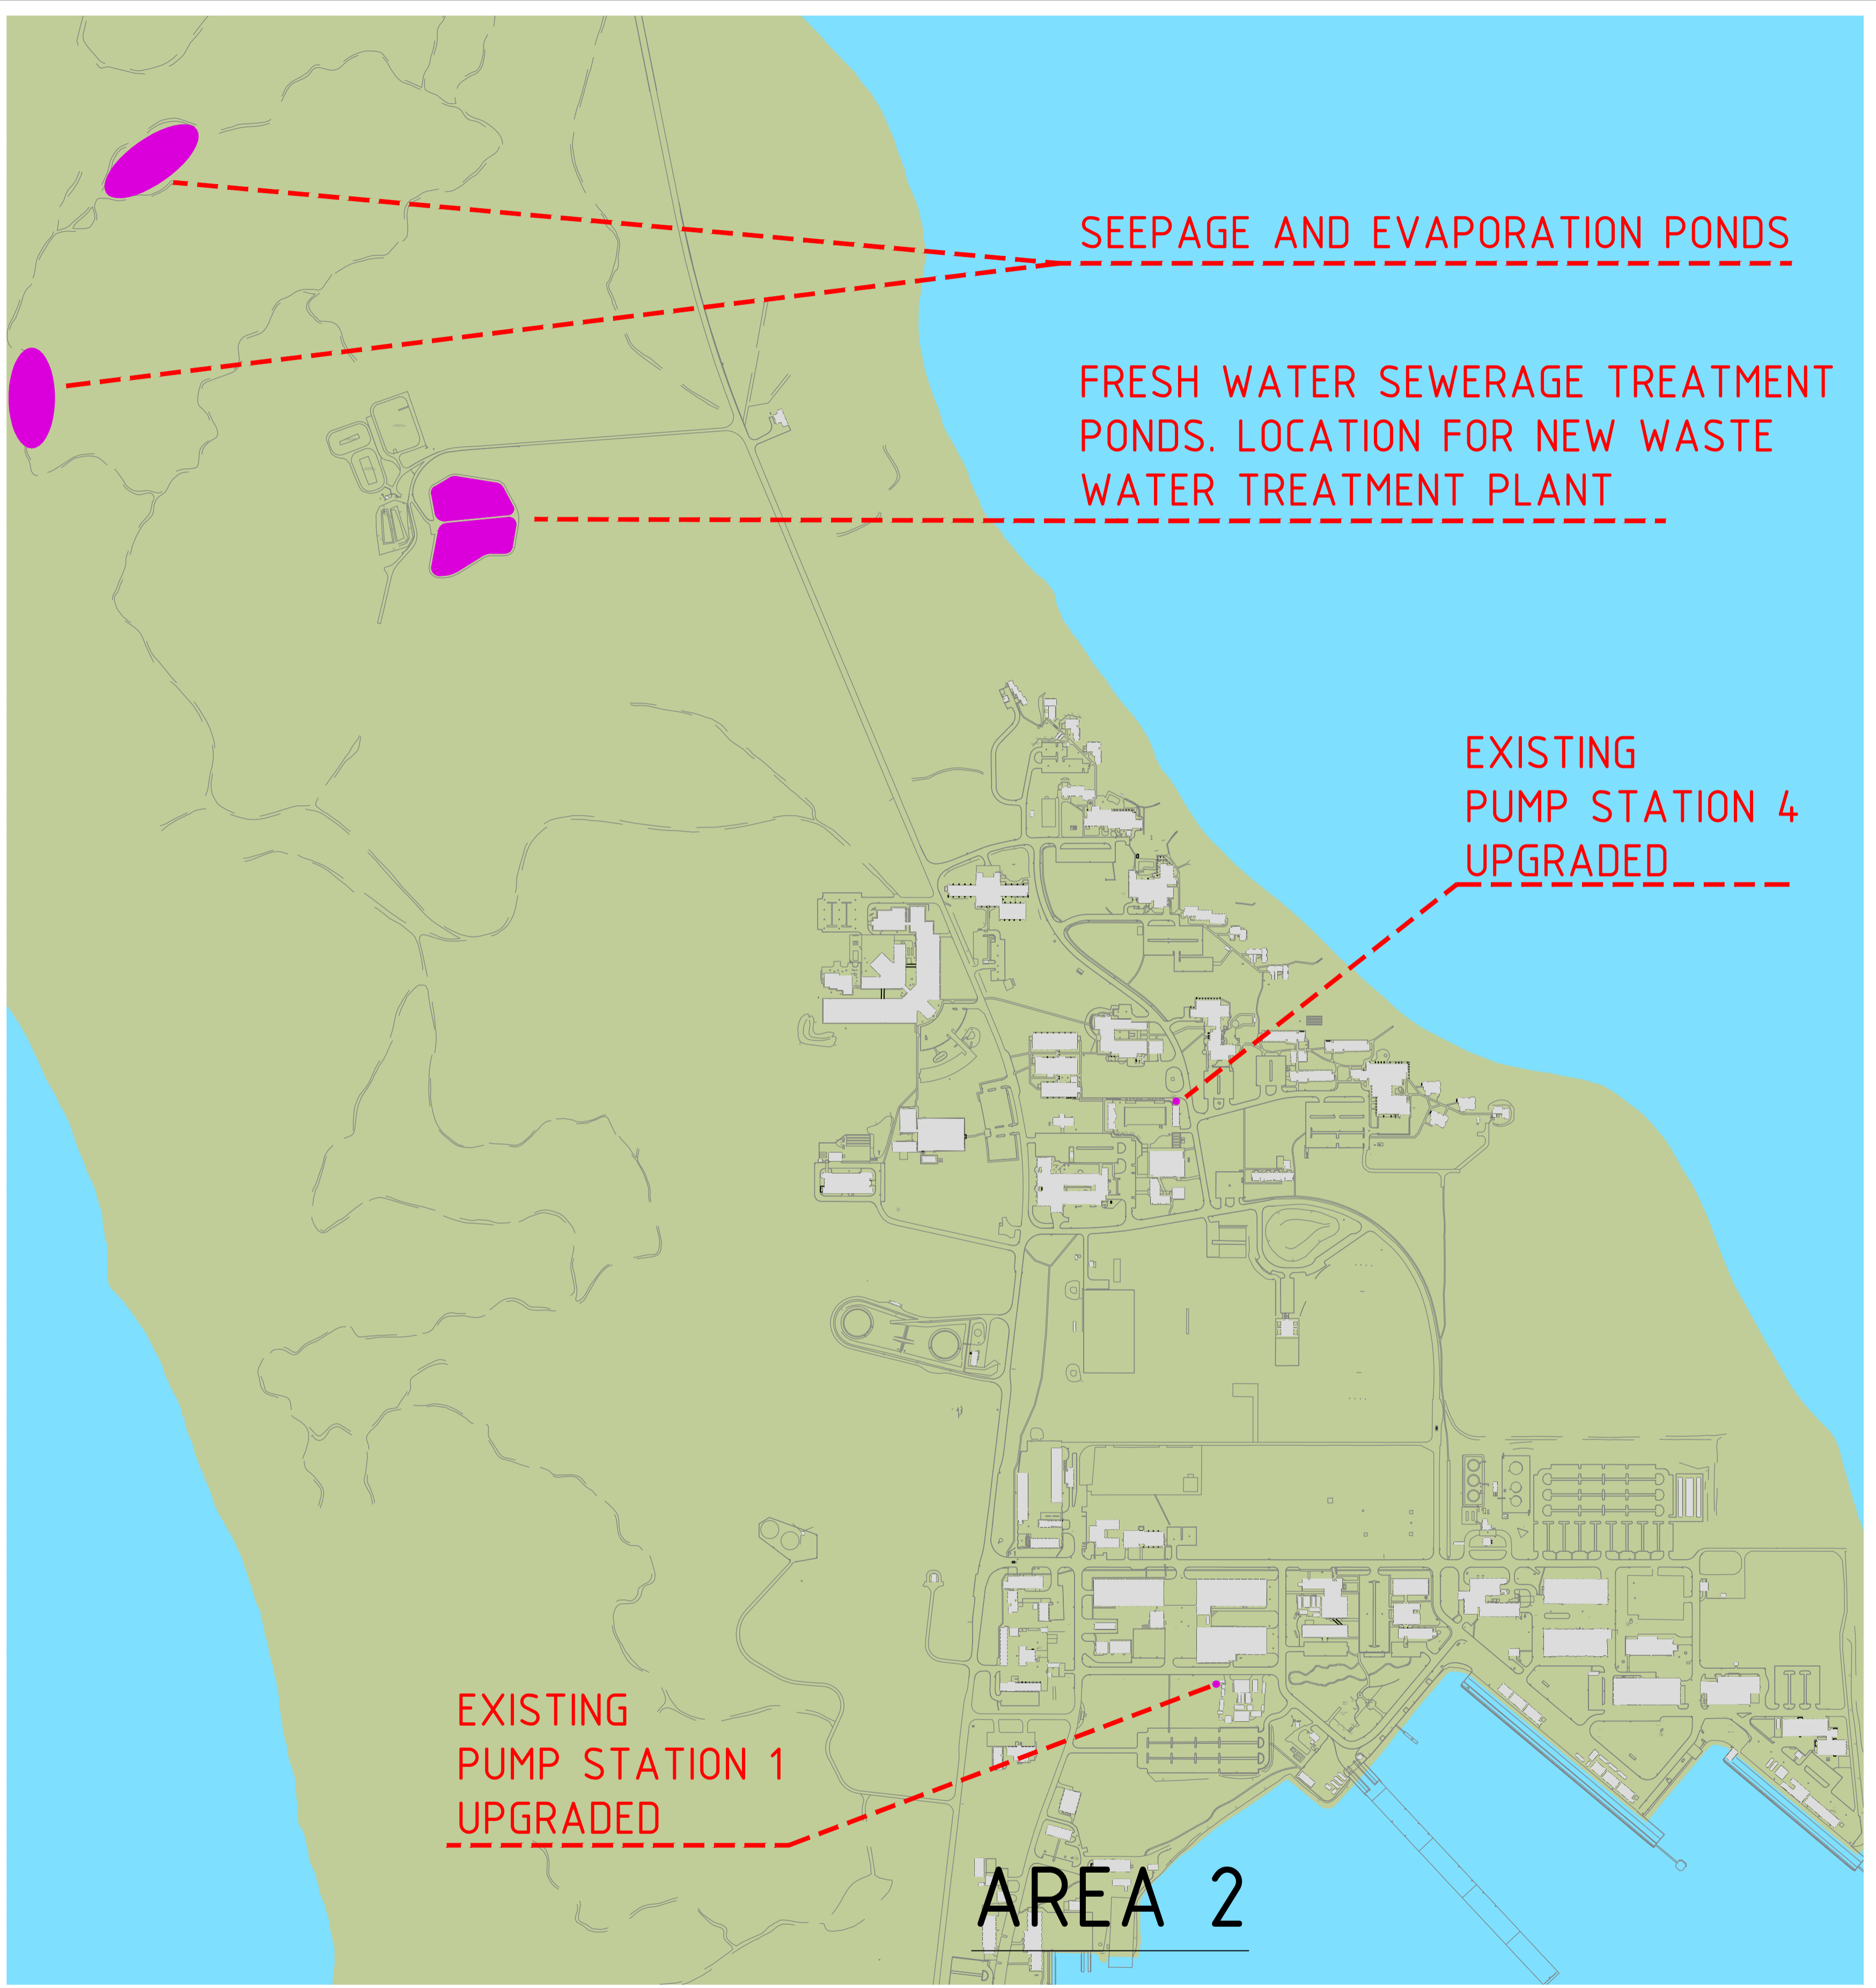 SEEPAGE AND EVAPORATION PONDS
FRESH WATER SEWERAGE TREATMENT
PONDS. LOCATION FOR NEW WASTE
WATER TREATMENT PLANT
EXISTING
PUMP STATION 4
UPGRADED
EXISTING
PUMP STATION 1
UPGRADED
AREA 2